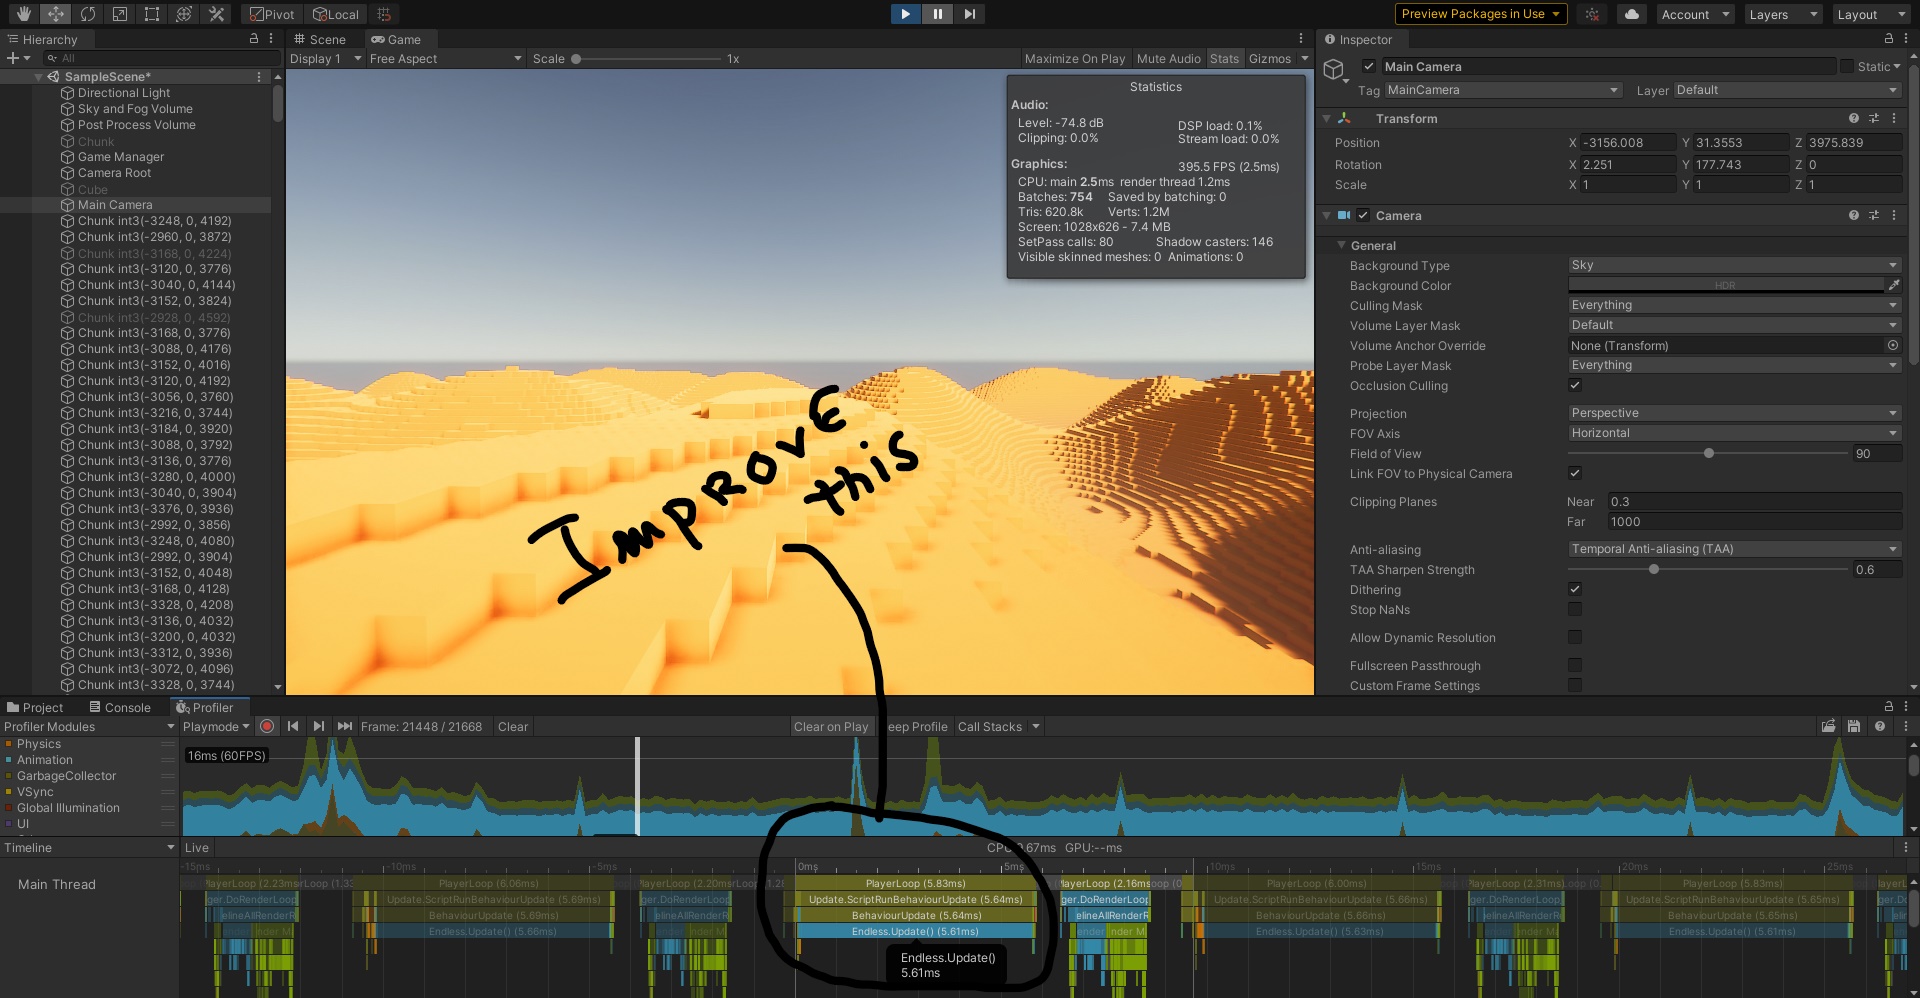 Pivot Local Preview Packages in Use Account Layers Layout
Hierarchy Scene Game Inspector
All Display 1 Free Aspect Scale 1x Maximize On Play Mute Audio Stats Gizmos
SampleScene*
Directional Light
Sky and Fog Volume
Post Process Volume
Chunk
Game Manager
Camera Root
Cube
Main Camera
Chunk int3(-3248, 0, 4192)
Chunk int3(-2960, 0, 3872)
Chunk int3(-3168, 0, 4224)
Chunk int3(-3120, 0, 3776)
Chunk int3(-3040, 0, 4144)
Chunk int3(-3152, 0, 3824)
Chunk int3(-2928, 0, 4592)
Chunk int3(-3168, 0, 3776)
Chunk int3(-3088, 0, 4176)
Chunk int3(-3152, 0, 4016)
Chunk int3(-3120, 0, 4192)
Chunk int3(-3056, 0, 3760)
Chunk int3(-3216, 0, 3744)
Chunk int3(-3184, 0, 3920)
Chunk int3(-3088, 0, 3792)
Chunk int3(-3136, 0, 3776)
Chunk int3(-3280, 0, 4000)
Chunk int3(-3040, 0, 3904)
Chunk int3(-3376, 0, 3936)
Chunk int3(-2992, 0, 3856)
Chunk int3(-3248, 0, 4080)
Chunk int3(-2992, 0, 3904)
Chunk int3(-3152, 0, 4048)
Chunk int3(-3168, 0, 4128)
Chunk int3(-3328, 0, 4208)
Chunk int3(-3136, 0, 4032)
Chunk int3(-3200, 0, 4032)
Chunk int3(-3312, 0, 3936)
Chunk int3(-3072, 0, 4096)
Chunk int3(-3328, 0, 3744)
Statistics
Audio:
Level: -74.8 dB DSP load: 0.1%
Clipping: 0.0% Stream load: 0.0%
Graphics: 395.5 FPS (2.5ms)
CPU: main 2.5ms render thread 1.2ms
Batches: 754 Saved by batching: 0
Tris: 620.8k Verts: 1.2M
Screen: 1028x626 - 7.4 MB
SetPass calls: 80 Shadow casters: 146
Visible skinned meshes: 0 Animations: 0
Improve
this
Main Camera Static
Tag MainCamera Layer Default
Transform
Position X -3156.008 Y 31.3553 Z 3975.839
Rotation X 2.251 Y 177.743 Z 0
Scale X 1 Y 1 Z 1
Camera
General
Background Type Sky
Background Color HDR
Culling Mask Everything
Volume Layer Mask Default
Volume Anchor Override None (Transform)
Probe Layer Mask Everything
Occlusion Culling
Projection Perspective
FOV Axis Horizontal
Field of View 90
Link FOV to Physical Camera
Clipping Planes Near 0.3
Far 1000
Anti-aliasing Temporal Anti-aliasing (TAA)
TAA Sharpen Strength 0.6
Dithering
Stop NaNs
Allow Dynamic Resolution
Fullscreen Passthrough
Custom Frame Settings
Project Console Profiler
Profiler Modules Playmode Frame: 21448 / 21668 Clear Clear on Play eep Profile Call Stacks
Physics
Animation
GarbageCollector
VSync
Global Illumination
UI
16ms (60FPS)
Timeline Live CPU 9.67ms GPU:--ms
-15ms -10ms -5ms 0ms 5ms 10ms 15ms 20ms 25ms
Main Thread
PlayerLoop (2.23ms) PlayerLoop (6.06ms) PlayerLoop (2.20ms) PlayerLoop (5.83ms) PlayerLoop (2.16ms) PlayerLoop (6.00ms) PlayerLoop (2.31ms) PlayerLoop (5.83ms)
ger.DoRenderLoop Update.ScriptRunBehaviourUpdate (5.69ms) ger.DoRenderLoop Update.ScriptRunBehaviourUpdate (5.64ms) ger.DoRenderLoop Update.ScriptRunBehaviourUpdate (5.66ms) ger.DoRenderLoop Update.ScriptRunBehaviourUpdate (5.65ms)
elineAllRenderR BehaviourUpdate (5.69ms) elineAllRenderR BehaviourUpdate (5.64ms) elineAllRenderR BehaviourUpdate (5.66ms) elineAllRenderR BehaviourUpdate (5.65ms)
Endless.Update() (5.66ms) Endless.Update() (5.61ms) Endless.Update() (5.63ms) Endless.Update() (5.61ms)
Endless.Update()
5.61ms